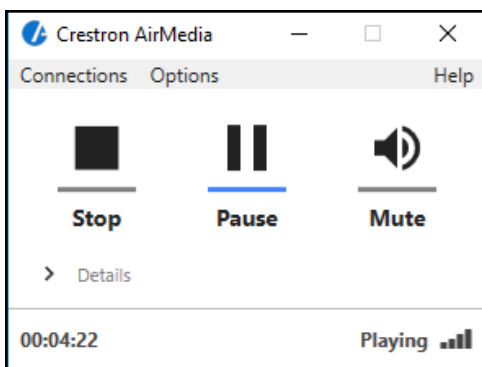 Crestron AirMedia
Connections Options Help
Stop Pause Mute
Details
00:04:22 Playing